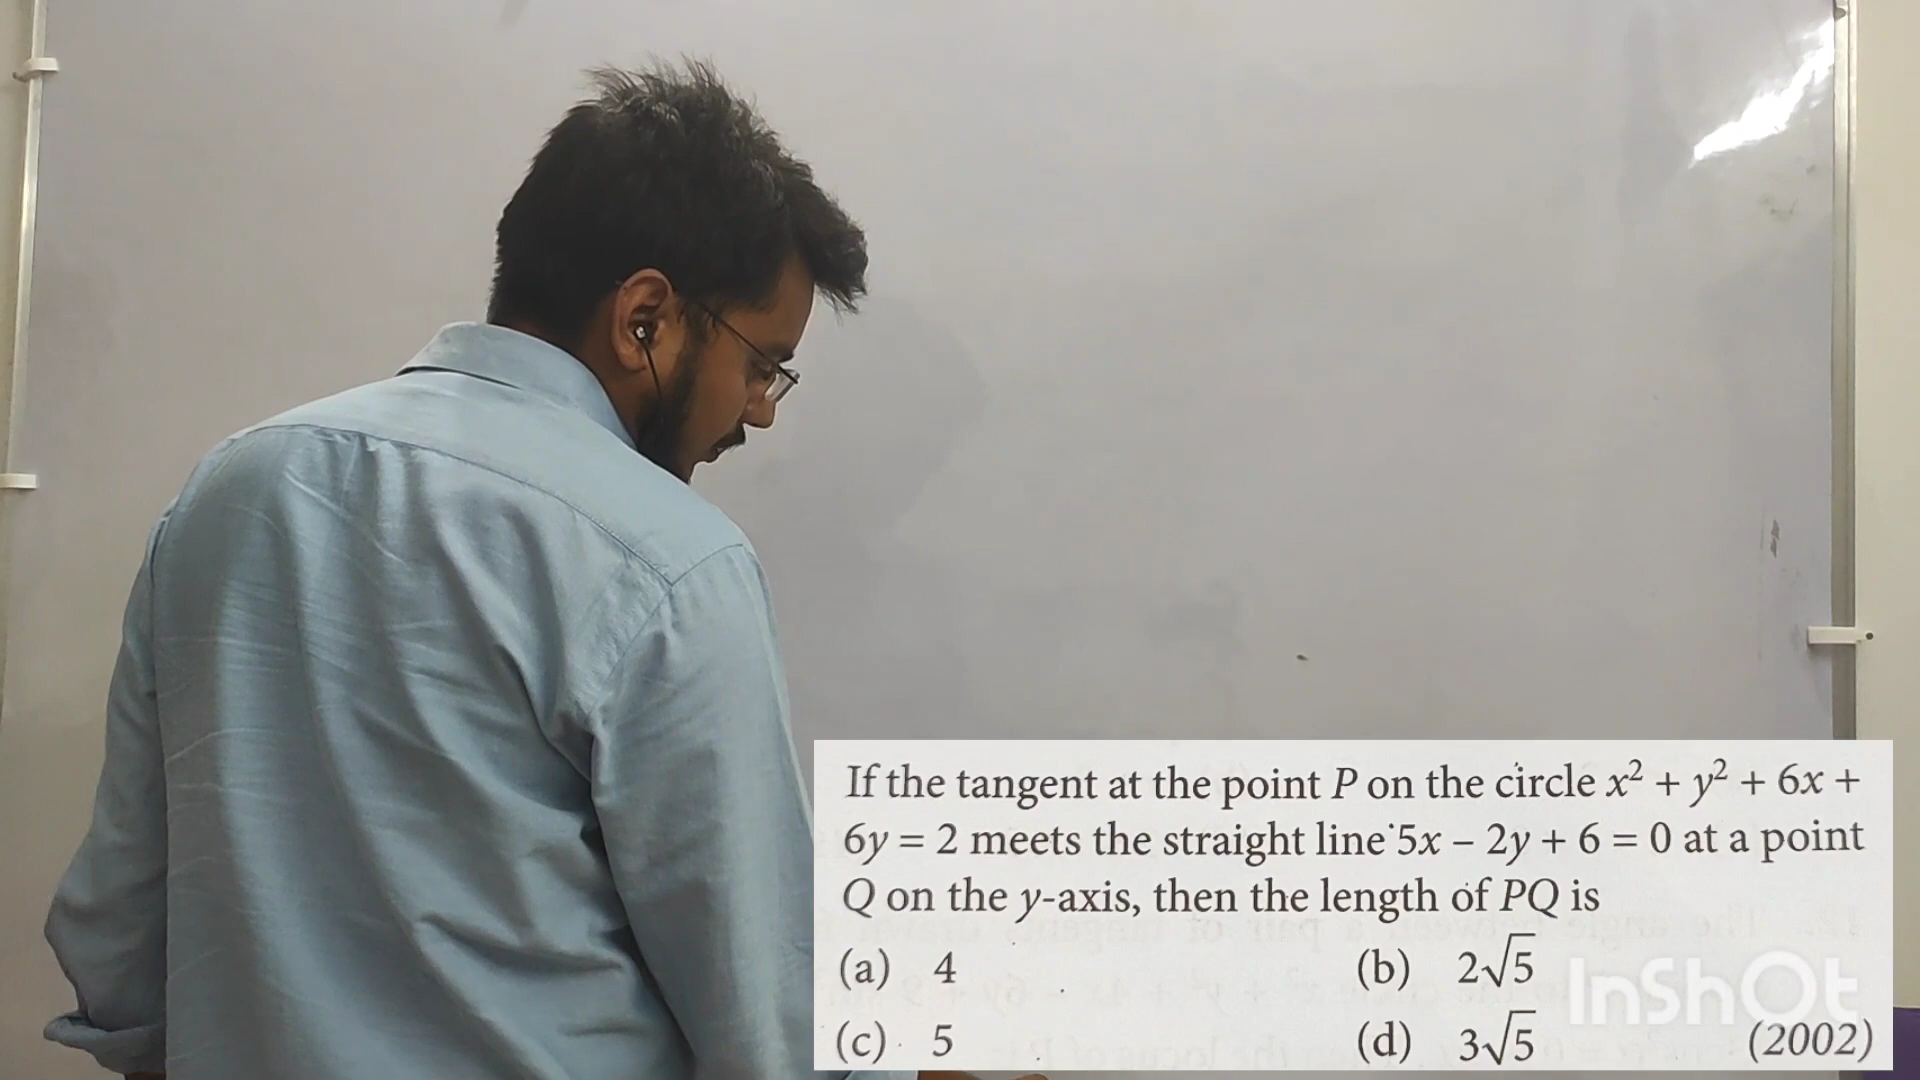 If the tangent at the point P on the circle x² + y² + 6x +
6y = 2 meets the straight line 5x – 2y + 6 = 0 at a point
Q on the y-axis, then the length of PQ is
(a) 4 (b) 2√5
(c) 5 (d) 3√5 (2002)
InShOt